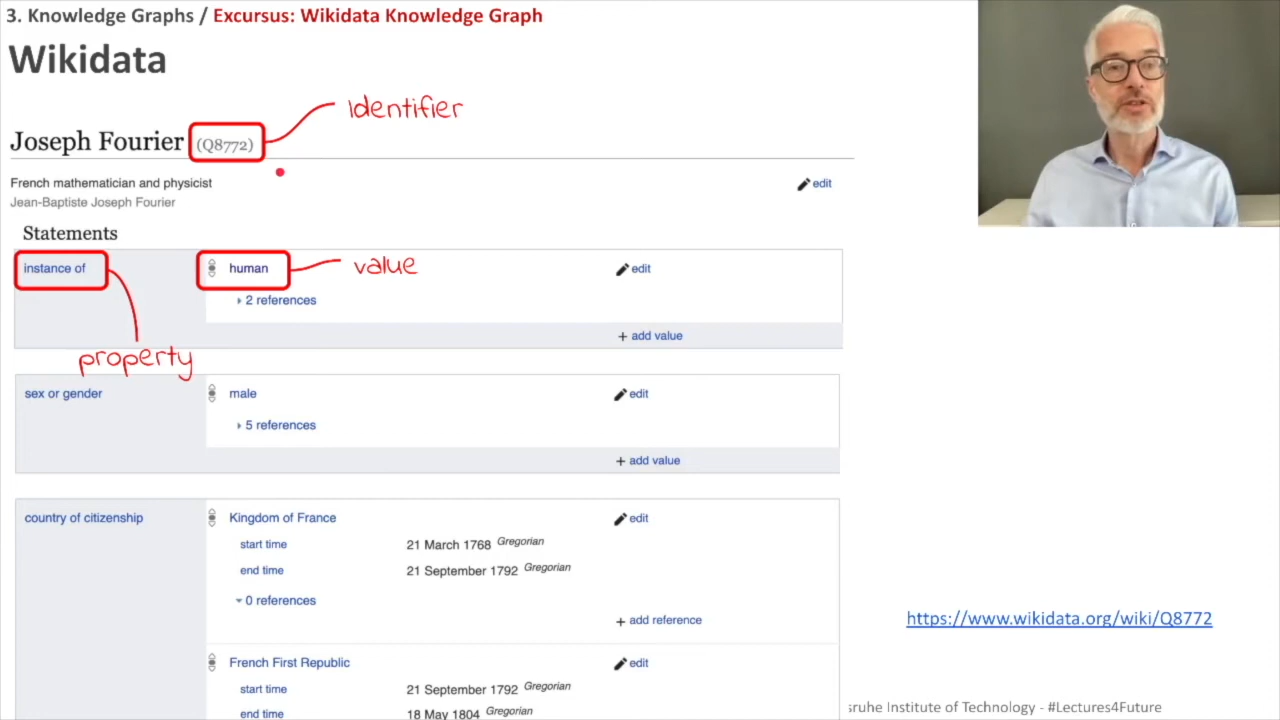 3. Knowledge Graphs / Excursus: Wikidata Knowledge Graph
Wikidata
identifier
Joseph Fourier (Q8772)
French mathematician and physicist
edit
Jean-Baptiste Joseph Fourier
Statements
instance of
human
value
edit
2 references
+ add value
property
sex or gender
male
edit
5 references
+ add value
country of citizenship
Kingdom of France
edit
start time
21 March 1768 Gregorian
end time
21 September 1792 Gregorian
0 references
+ add reference
https://www.wikidata.org/wiki/Q8772
French First Republic
edit
start time
21 September 1792 Gregorian
end time
18 May 1804 Gregorian
sruhe Institute of Technology - #Lectures4Future